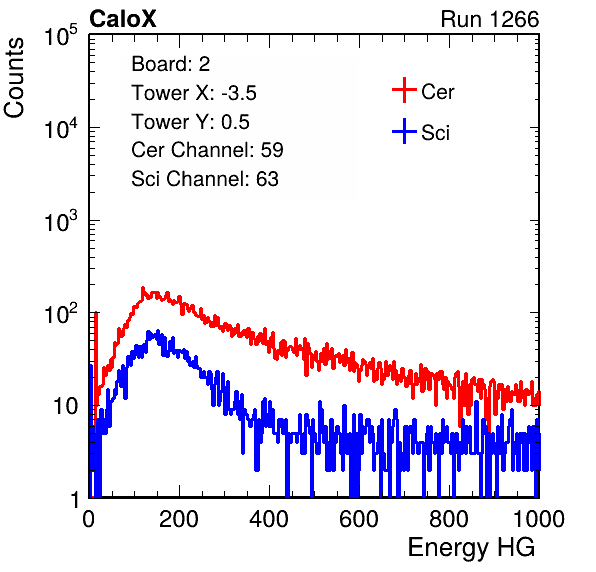 CaloX Run 1266
Counts
Board: 2
Tower X: -3.5
Tower Y: 0.5
Cer Channel: 59
Sci Channel: 63
Cer
Sci
10^5
10^4
10^3
10^2
10
1
0 200 400 600 800 1000
Energy HG